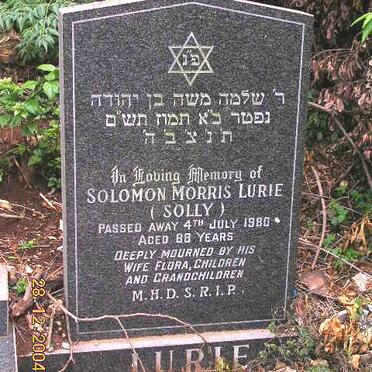 פ״נ
ר׳ שלמה משה בן יהודה
נפטר כ״א תמוז תש״ם
ת׳נ׳צ׳ב׳ה׳
In Loving Memory of
SOLOMON MORRIS LURIE
( SOLLY )
PASSED AWAY 4TH JULY 1980
AGED 88 YEARS
DEEPLY MOURNED BY HIS
WIFE FLORA, CHILDREN
AND GRANDCHILDREN
M.H.D.S.R.I.P.
LURIE
28.12.2004